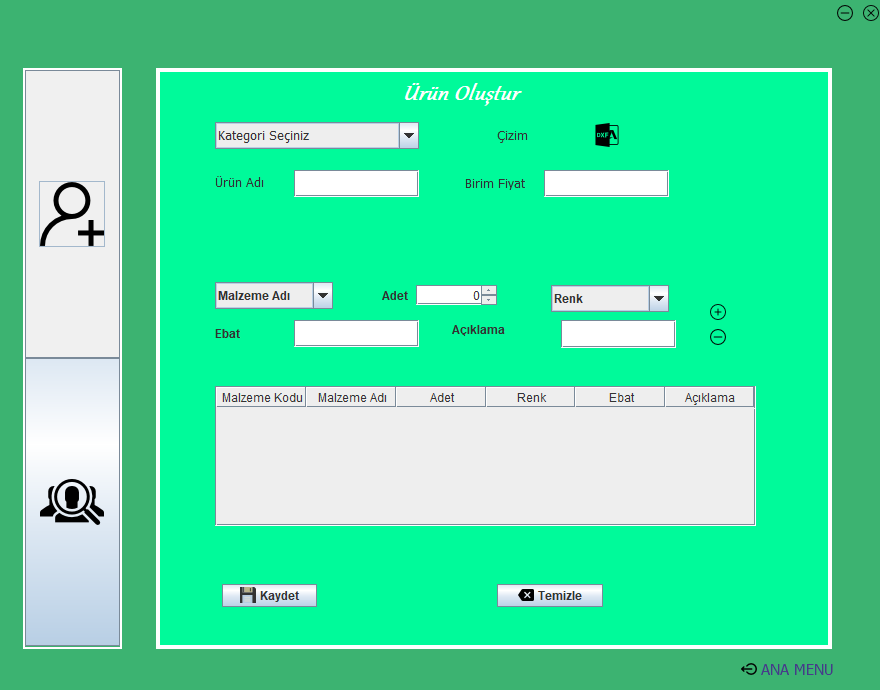 Ürün Oluştur
Kategori Seçiniz
Çizim
DXF
Ürün Adı
Birim Fiyat
Malzeme Adı
Adet
0
Renk
Ebat
Açıklama
Malzeme Kodu Malzeme Adı Adet Renk Ebat Açıklama
Kaydet
Temizle
ANA MENU